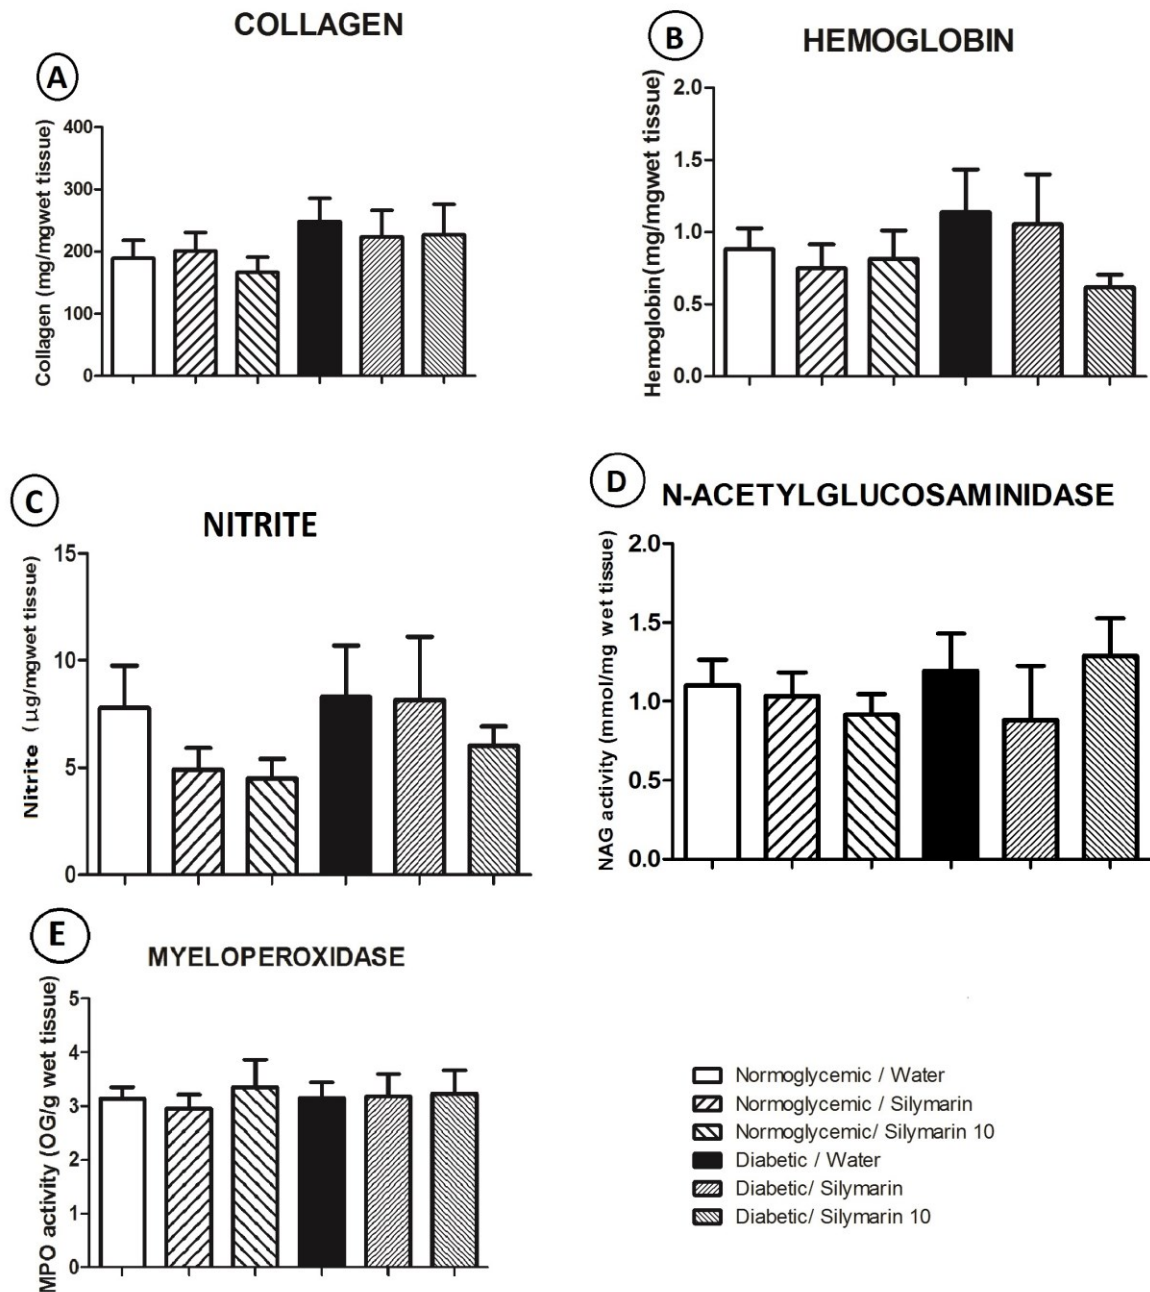 COLLAGEN
A
Collagen (mg/mgwet tissue)
400
300
200
100
0
B
HEMOGLOBIN
Hemoglobin(mg/mgwet tissue)
2.0
1.5
1.0
0.5
0.0
C
NITRITE
Nitrite (µg/mgwet tissue)
15
10
5
0
D
N-ACETYLGLUCOSAMINIDASE
NAG activity (mmol/mg wet tissue)
2.0
1.5
1.0
0.5
0.0
E
MYELOPEROXIDASE
MPO activity (OG/g wet tissue)
5
4
3
2
1
0
Normoglycemic / Water
Normoglycemic / Silymarin
Normoglycemic/ Silymarin 10
Diabetic / Water
Diabetic/ Silymarin
Diabetic/ Silymarin 10